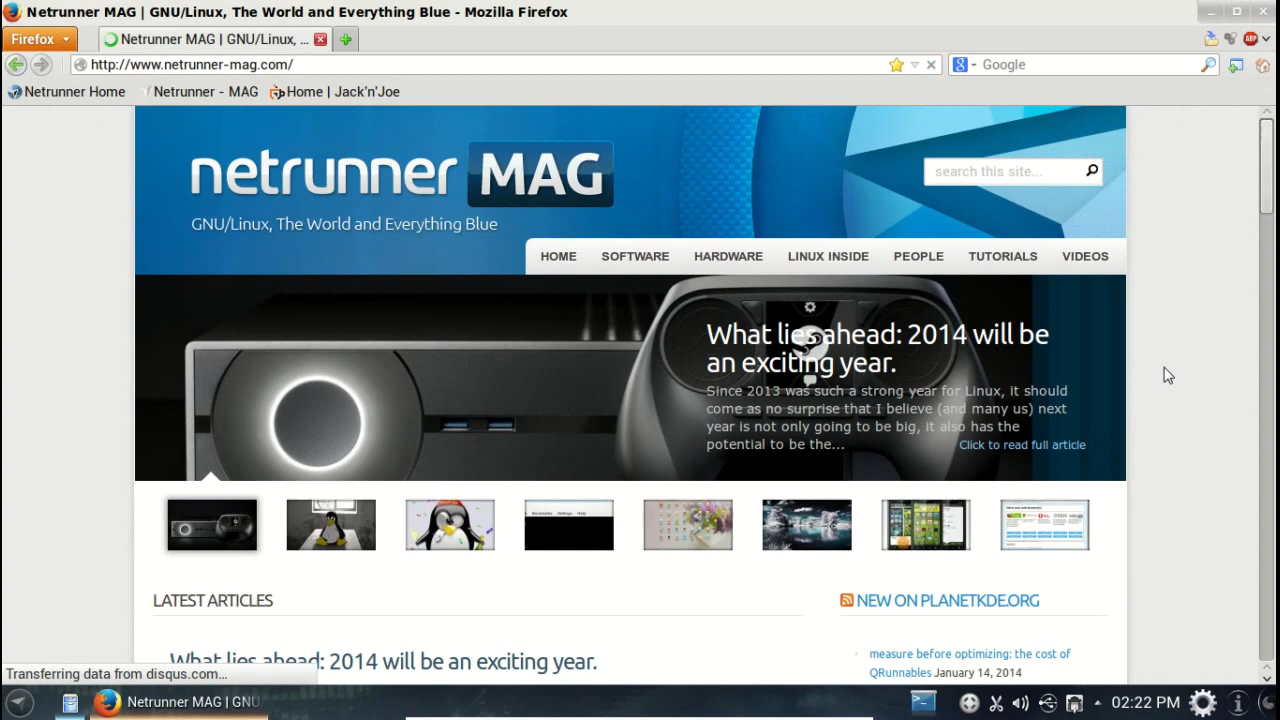 Netrunner MAG | GNU/Linux, The World and Everything Blue - Mozilla Firefox
Firefox
Netrunner MAG | GNU/Linux, ...
ABP
http://www.netrunner-mag.com/
Google
Netrunner Home
Netrunner - MAG
Home | Jack'n'Joe
netrunner MAG
search this site...
GNU/Linux, The World and Everything Blue
HOME SOFTWARE HARDWARE LINUX INSIDE PEOPLE TUTORIALS VIDEOS
What lies ahead: 2014 will be
an exciting year.
Since 2013 was such a strong year for Linux, it should
come as no surprise that I believe (and many us) next
year is not only going to be big, it also has the
potential to be the...
Click to read full article
LATEST ARTICLES
NEW ON PLANETKDE.ORG
What lies ahead: 2014 will be an exciting year.
measure before optimizing: the cost of
QRunnables January 14, 2014
Transferring data from disqus.com...
Netrunner MAG | GNU
02:22 PM